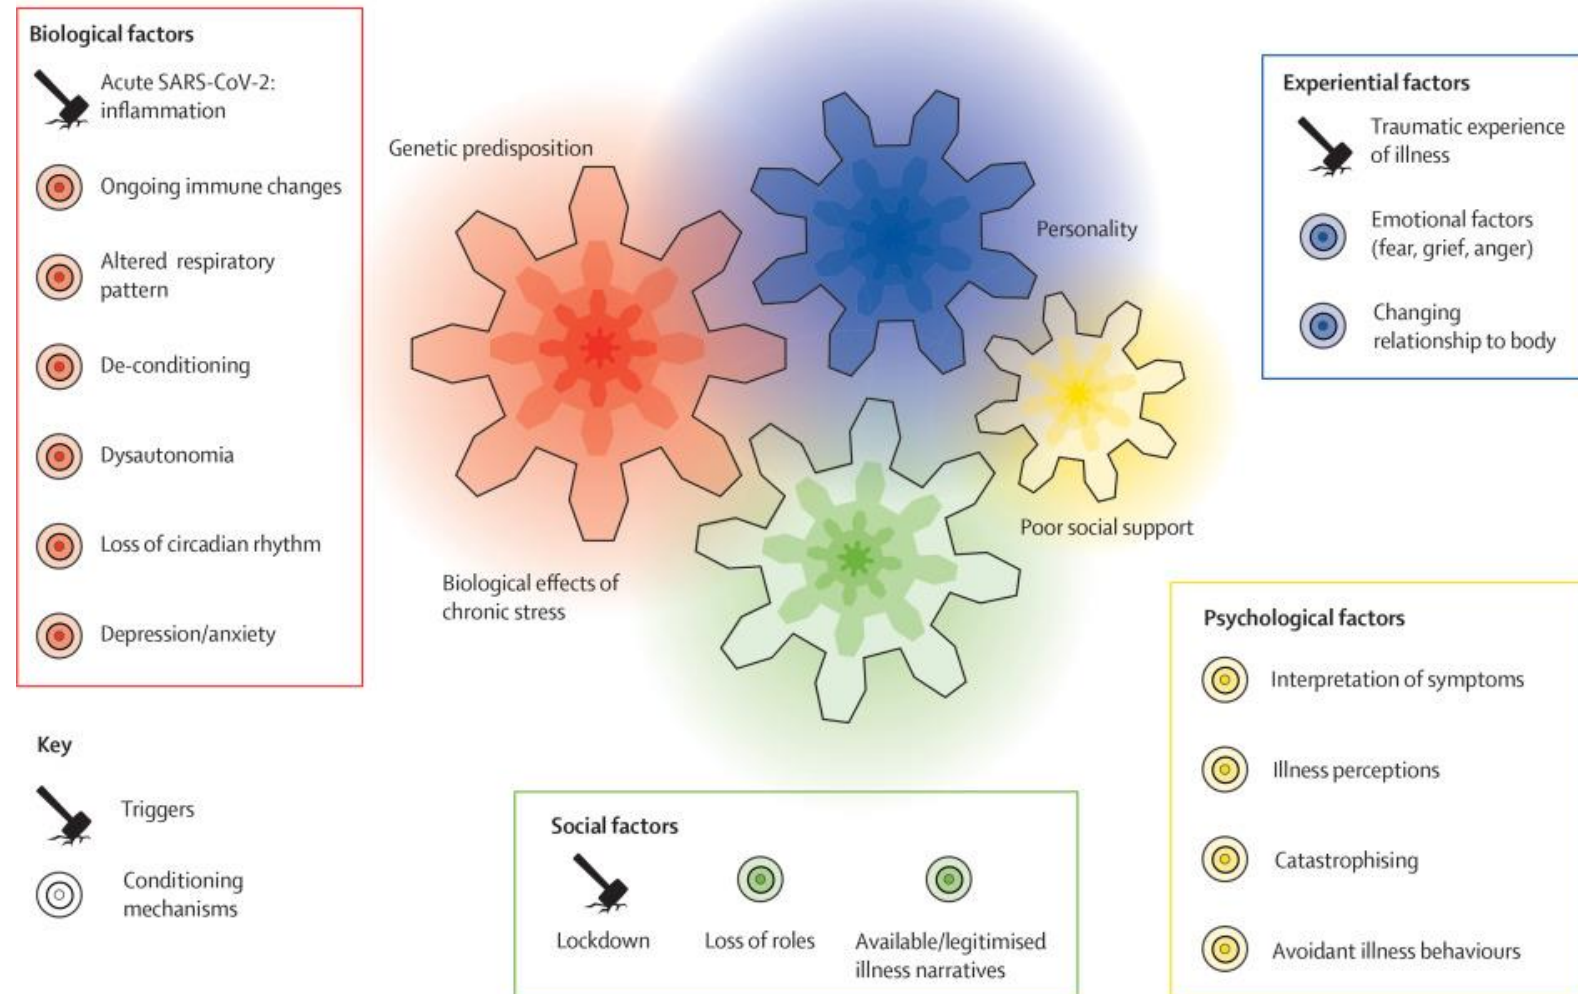 Biological factors
Acute SARS-CoV-2:
inflammation
Ongoing immune changes
Altered respiratory
pattern
De-conditioning
Dysautonomia
Loss of circadian rhythm
Depression/anxiety
Key
Triggers
Conditioning
mechanisms
Genetic predisposition
Personality
Poor social support
Biological effects of
chronic stress
Experiential factors
Traumatic experience
of illness
Emotional factors
(fear, grief, anger)
Changing
relationship to body
Social factors
Lockdown
Loss of roles
Available/legitimised
illness narratives
Psychological factors
Interpretation of symptoms
Illness perceptions
Catastrophising
Avoidant illness behaviours